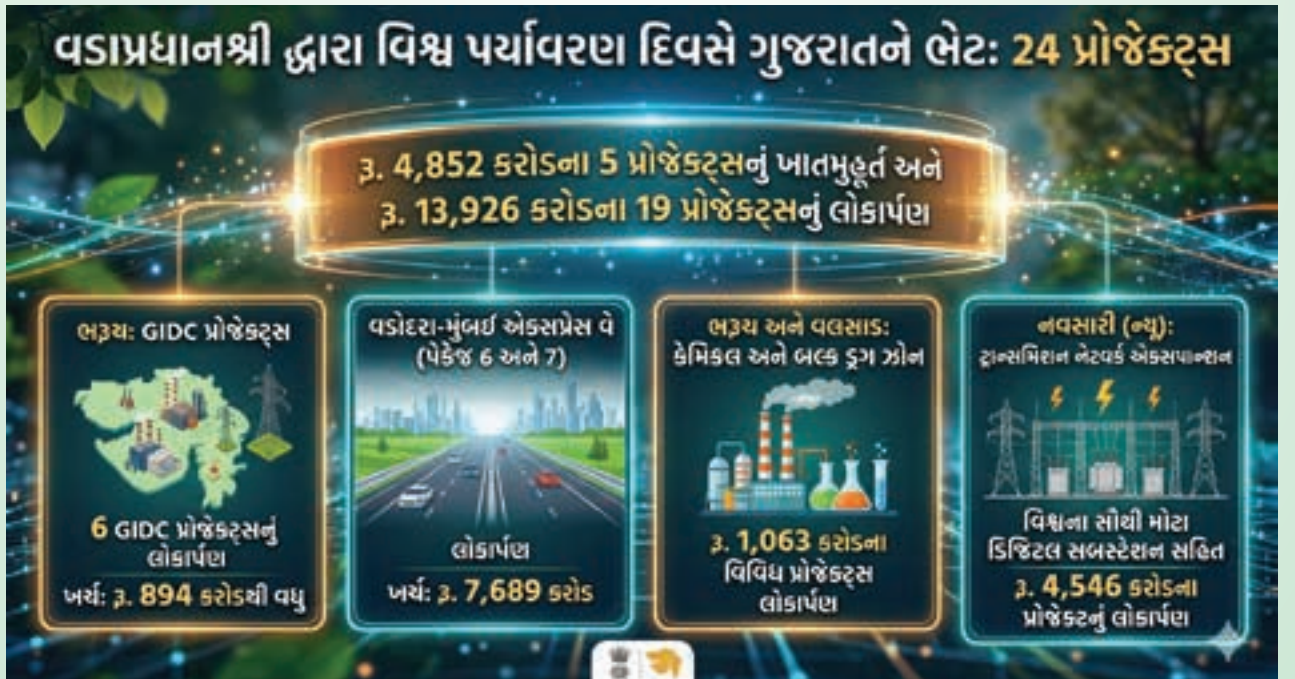 વડાપ્રધાનશ્રી દ્વારા વિશ્વ પર્યાવરણ દિવસે ગુજરાતને ભેટ: 24 પ્રોજેક્ટ્સ
રૂ. 4,852 કરોડના 5 પ્રોજેક્ટ્સનું ખાતમુહૂર્ત અને
રૂ. 13,926 કરોડના 19 પ્રોજેક્ટ્સનું લોકાર્પણ
ભરૂચ: GIDC પ્રોજેક્ટ્સ
6 GIDC પ્રોજેક્ટ્સનું
લોકાર્પણ
ખર્ચ: રૂ. 894 કરોડથી વધુ
વડોદરા-મુંબઈ એક્સપ્રેસ વે
(પેકેજ 6 અને 7)
લોકાર્પણ
ખર્ચ: રૂ. 7,689 કરોડ
ભરૂચ અને વલસાડ:
કેમિકલ અને બલ્ક ડ્રગ ઝોન
રૂ. 1,063 કરોડના
વિવિધ પ્રોજેક્ટ્સ
લોકાર્પણ
નવસારી (ન્યૂ):
ટ્રાન્સમિશન નેટવર્ક એક્સપાન્શન
વિશ્વના સૌથી મોટા
ડિજિટલ સબસ્ટેશન સહિત
રૂ. 4,546 કરોડના
પ્રોજેક્ટનું લોકાર્પણ